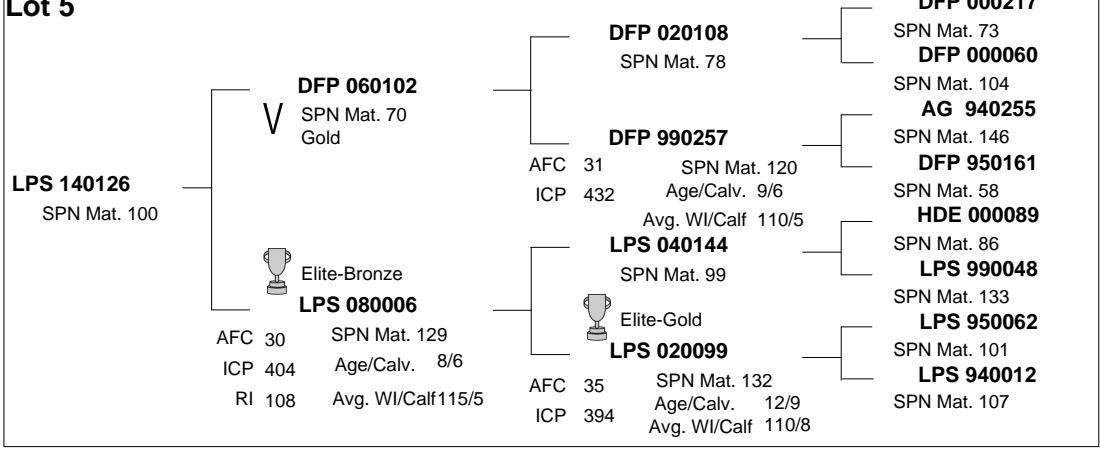 Lot 5
LPS 140126
SPN Mat. 100
DFP 060102
V
SPN Mat. 70
Gold
Elite-Bronze
LPS 080006
AFC 30
SPN Mat. 129
ICP 404
Age/Calv. 8/6
RI 108
Avg. WI/Calf 115/5
DFP 020108
SPN Mat. 78
DFP 990257
AFC 31
SPN Mat. 120
ICP 432
Age/Calv. 9/6
Avg. WI/Calf 110/5
LPS 040144
SPN Mat. 99
Elite-Gold
LPS 020099
AFC 35
SPN Mat. 132
ICP 394
Age/Calv. 12/9
Avg. WI/Calf 110/8
DFP 000217
SPN Mat. 73
DFP 000060
SPN Mat. 104
AG 940255
SPN Mat. 146
DFP 950161
SPN Mat. 58
HDE 000089
SPN Mat. 86
LPS 990048
SPN Mat. 133
LPS 950062
SPN Mat. 101
LPS 940012
SPN Mat. 107